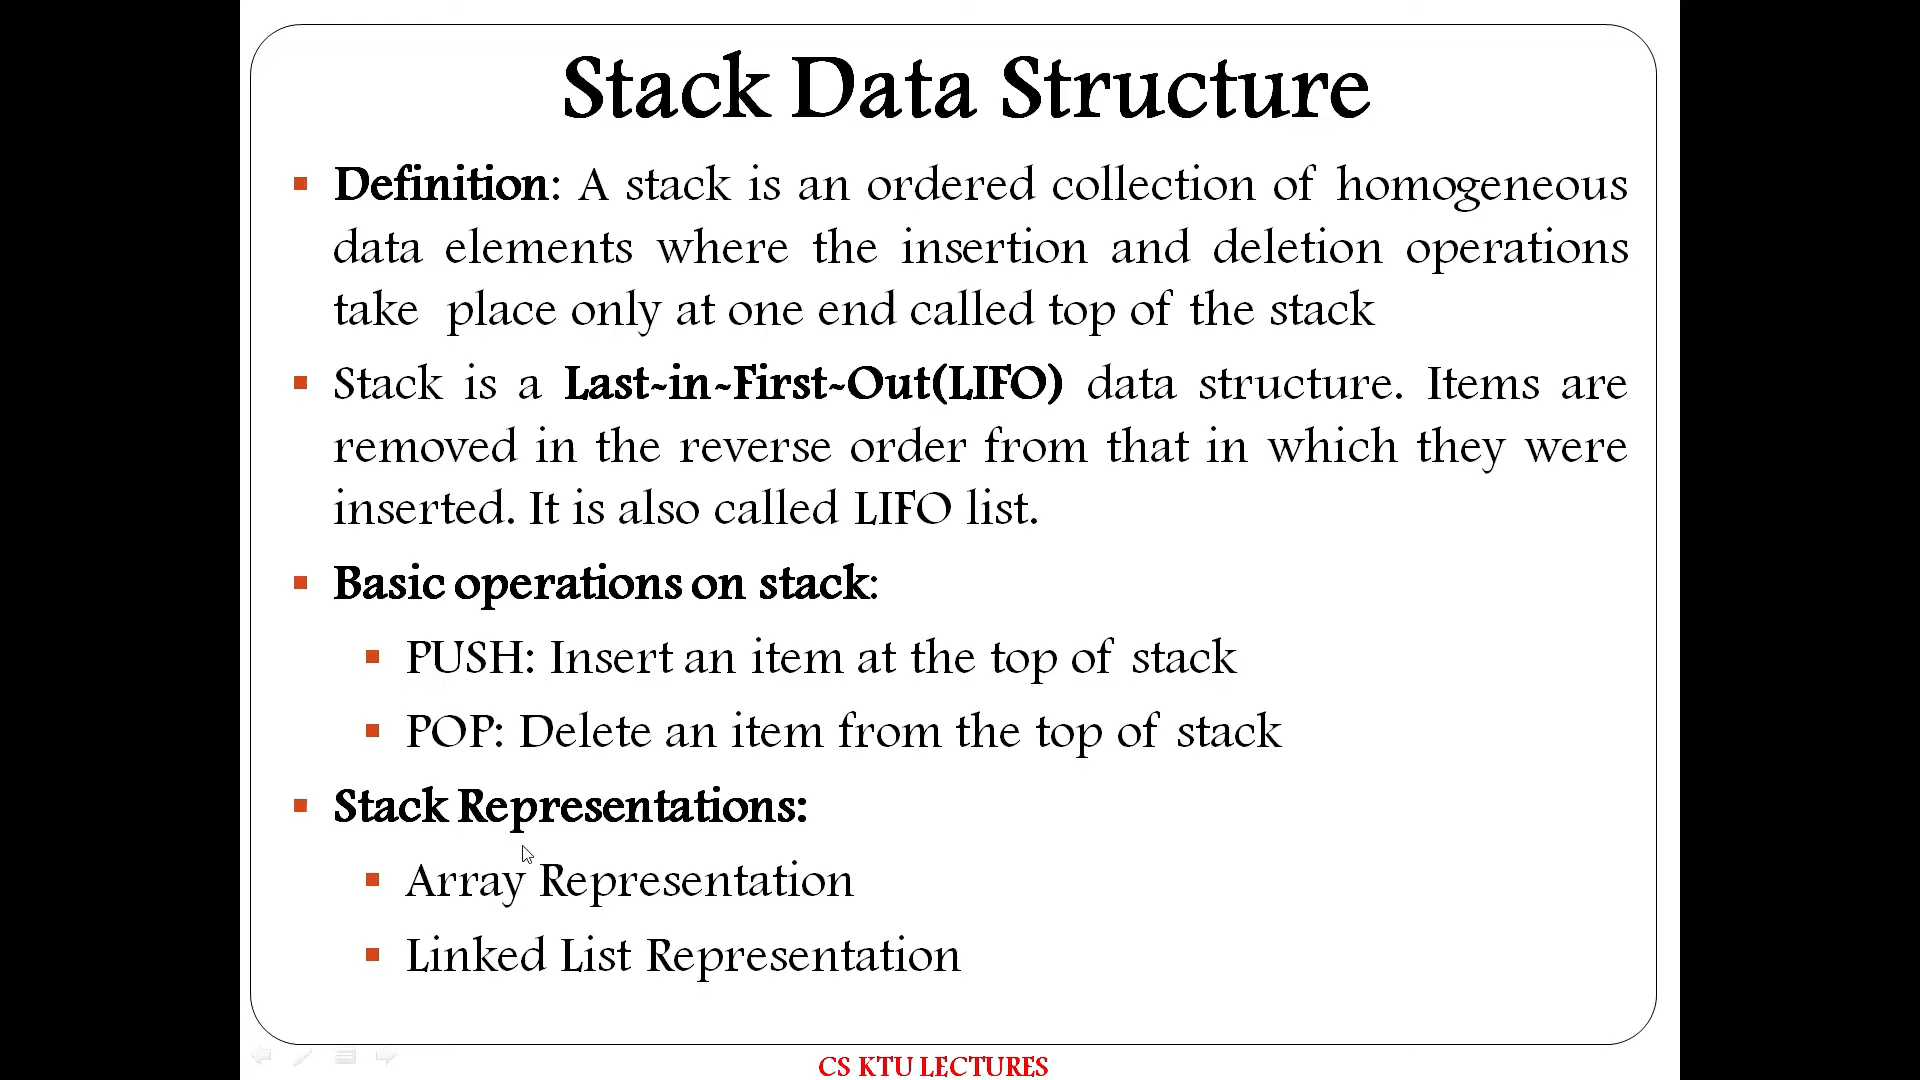 Stack Data Structure
Definition: A stack is an ordered collection of homogeneous
data elements where the insertion and deletion operations
take place only at one end called top of the stack
Stack is a Last-in-First-Out(LIFO) data structure. Items are
removed in the reverse order from that in which they were
inserted. It is also called LIFO list.
Basic operations on stack:
PUSH: Insert an item at the top of stack
POP: Delete an item from the top of stack
Stack Representations:
Array Representation
Linked List Representation
CS KTU LECTURES